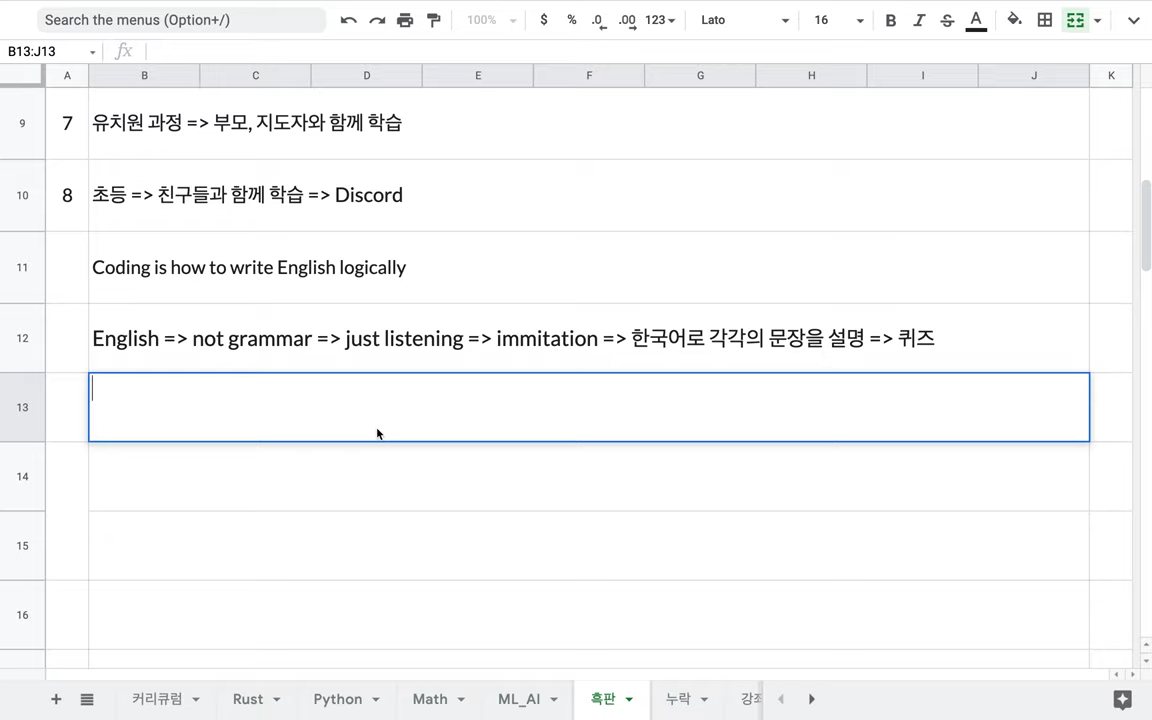 Search the menus (Option+/) 100% $ % .0 .00 123 Lato 16 B I S A
B13:J13 fx
A B C D E F G H I J K
9 7 유치원 과정 => 부모, 지도자와 함께 학습
10 8 초등 => 친구들과 함께 학습 => Discord
11 Coding is how to write English logically
12 English => not grammar => just listening => immitation => 한국어로 각각의 문장을 설명 => 퀴즈
13
14
15
16
+ 커리큐럼 Rust Python Math ML_AI 흑판 누락